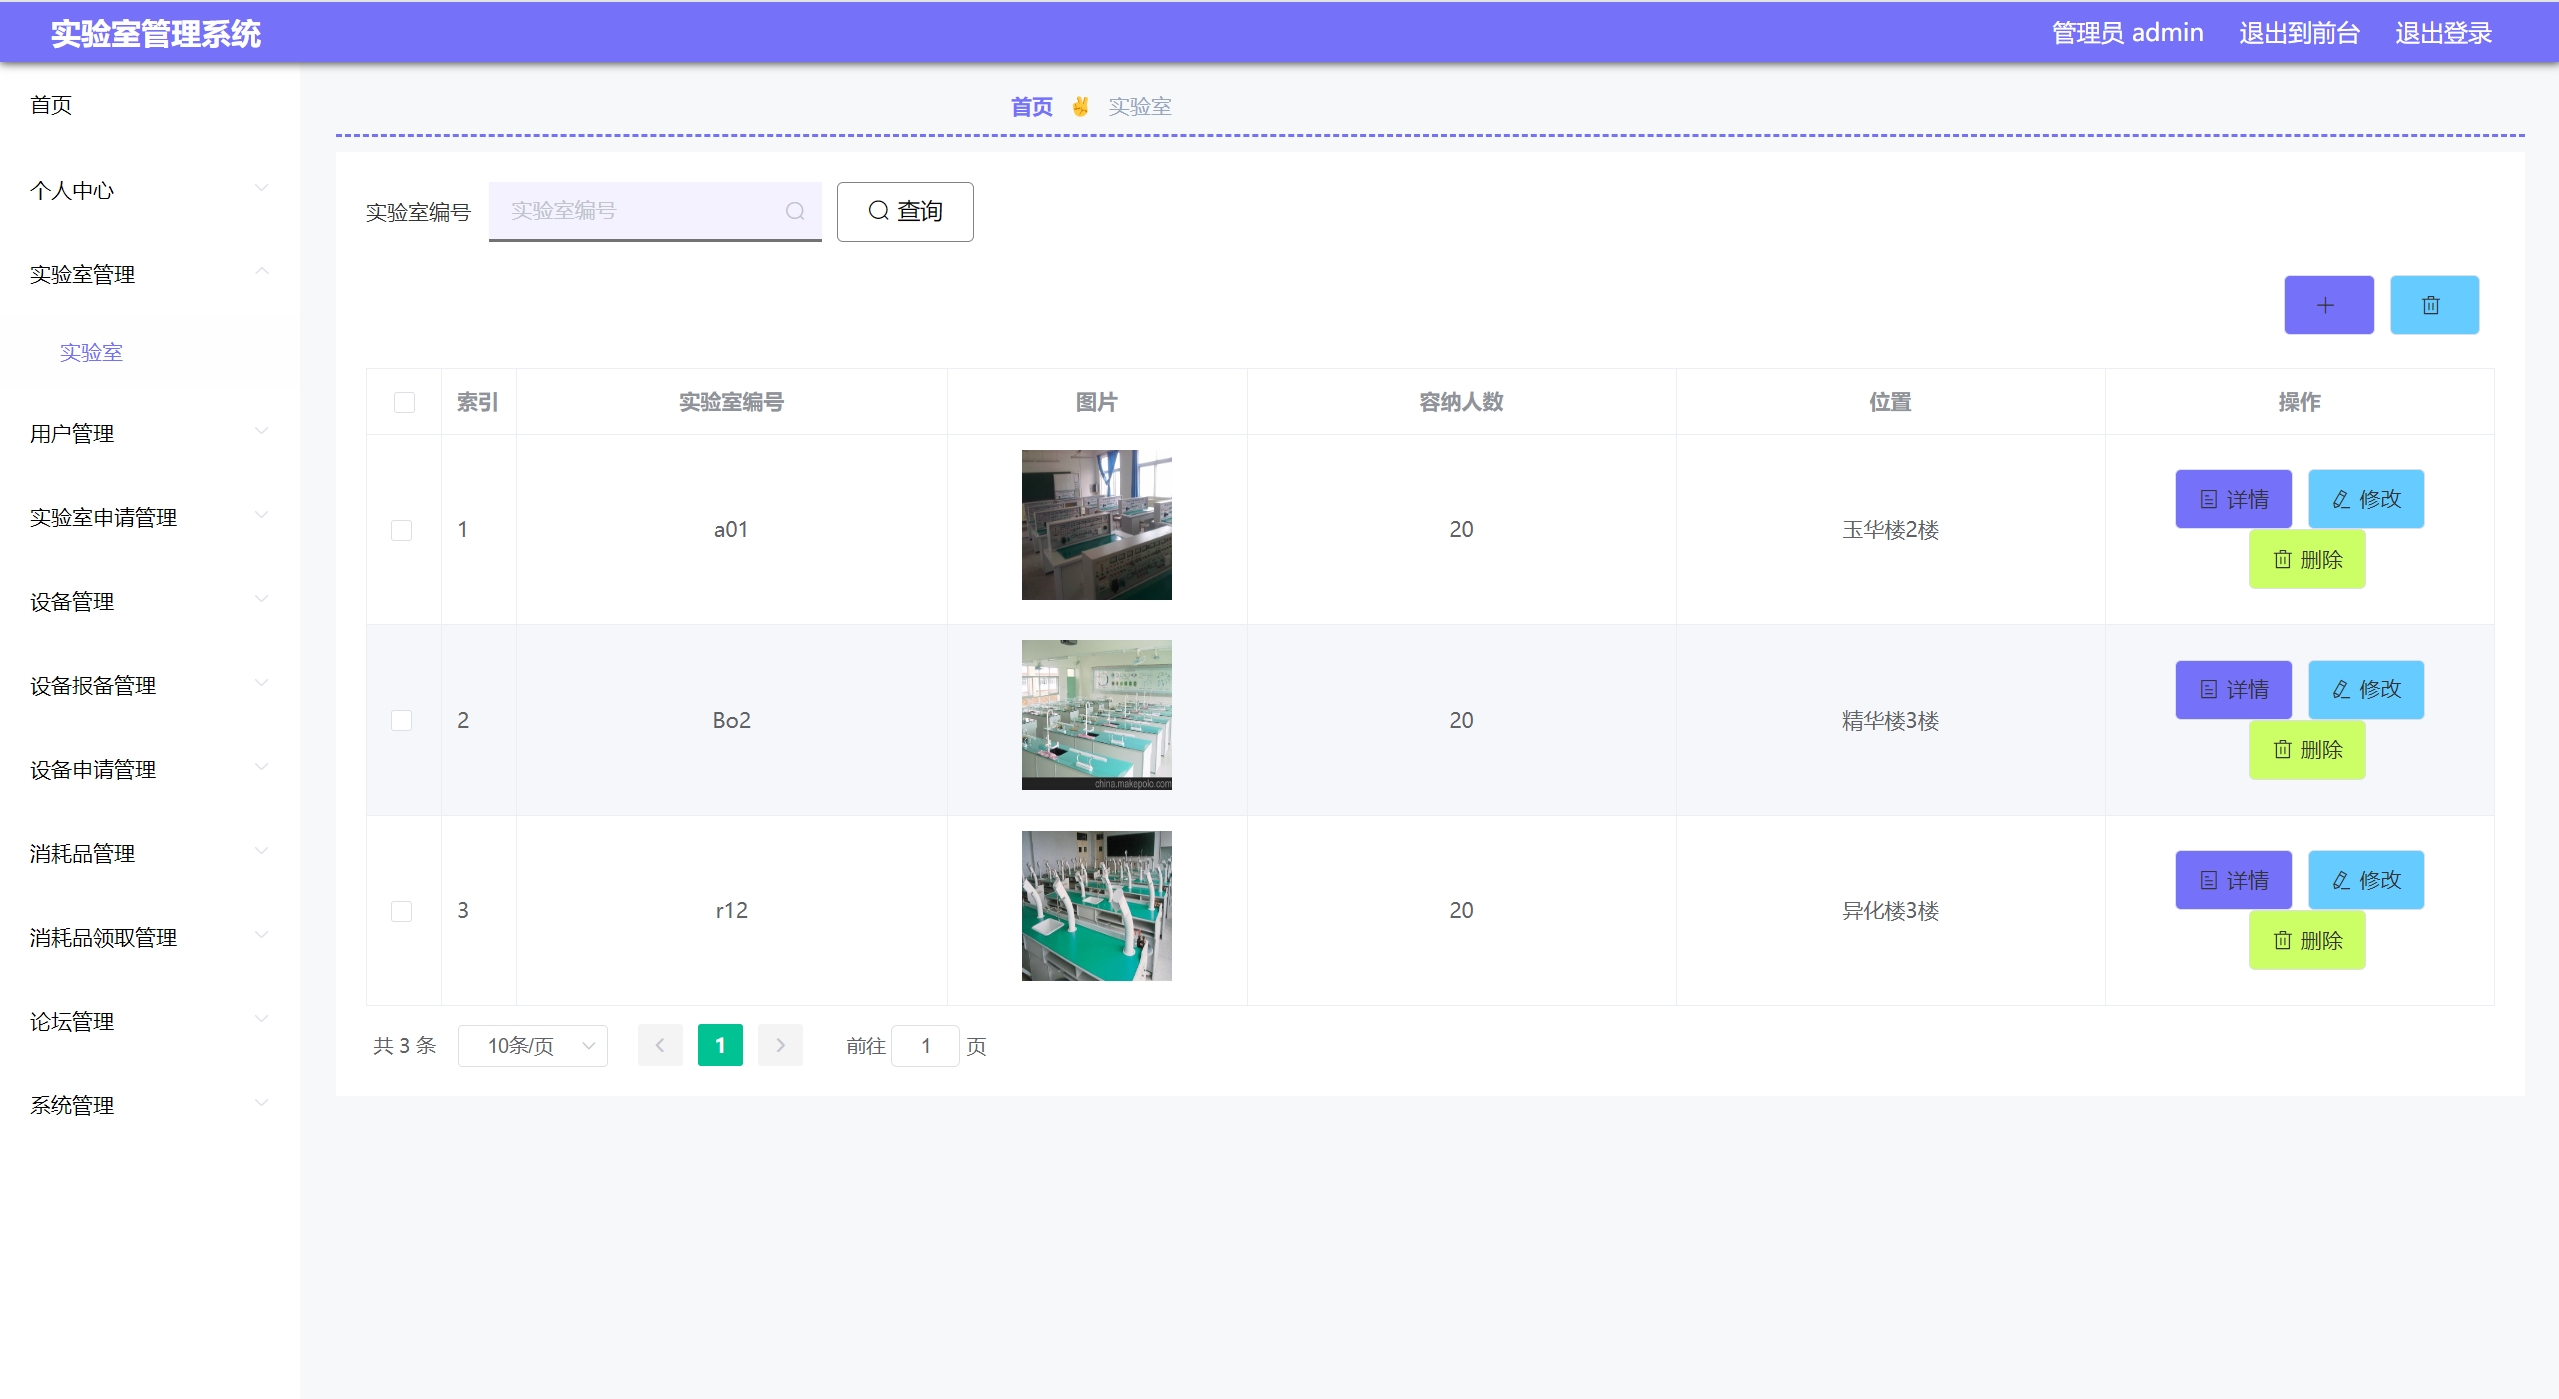 实验室管理系统
管理员 admin 退出到前台 退出登录
首页
个人中心
实验室管理
实验室
用户管理
实验室申请管理
设备管理
设备报备管理
设备申请管理
消耗品管理
消耗品领取管理
论坛管理
系统管理
首页 ✌ 实验室
实验室编号 实验室编号 查询
索引 实验室编号 图片 容纳人数 位置 操作
1 a01 20 玉华楼2楼 详情 修改
删除
2 Bo2 20 精华楼3楼 详情 修改
删除
china.makepolo.com
3 r12 20 异化楼3楼 详情 修改
删除
共 3 条 10条/页 1 前往 1 页